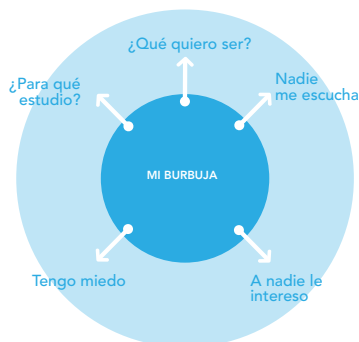 ¿Qué quiero ser?
¿Para qué
estudio?
Nadie
me escucha
MI BURBUJA
Tengo miedo
A nadie le
intereso